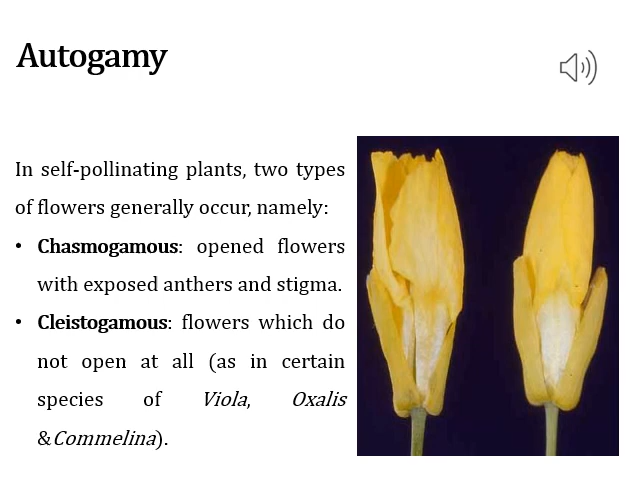 Autogamy
In self-pollinating plants, two types
of flowers generally occur, namely:
• Chasmogamous: opened flowers
with exposed anthers and stigma.
• Cleistogamous: flowers which do
not open at all (as in certain
species of Viola, Oxalis
&Commelina).